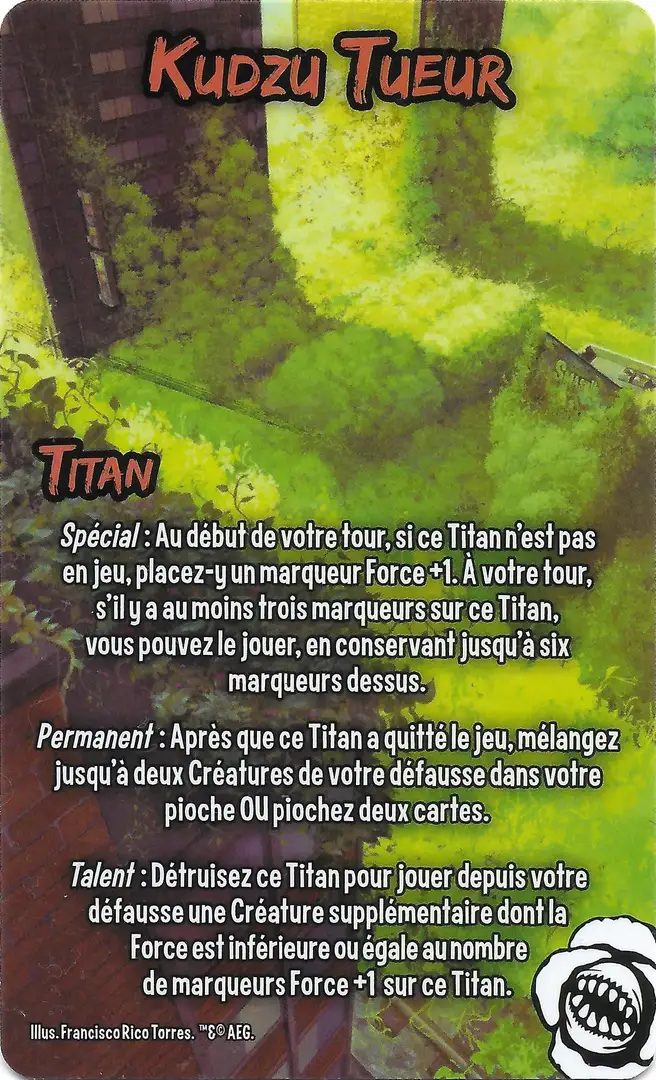 Kudzu Tueur
Titan
Spécial : Au début de votre tour, si ce Titan n'est pas
en jeu, placez-y un marqueur Force +1. À votre tour,
s'il y a au moins trois marqueurs sur ce Titan,
vous pouvez le jouer, en conservant jusqu'à six
marqueurs dessus.
Permanent : Après que ce Titan a quitté le jeu, mélangez
jusqu'à deux Créatures de votre défausse dans votre
pioche OU piochez deux cartes.
Talent : Détruisez ce Titan pour jouer depuis votre
défausse une Créature supplémentaire dont la
Force est inférieure ou égale au nombre
de marqueurs Force +1 sur ce Titan.
Illus. Francisco Rico Torres. ™&© AEG.